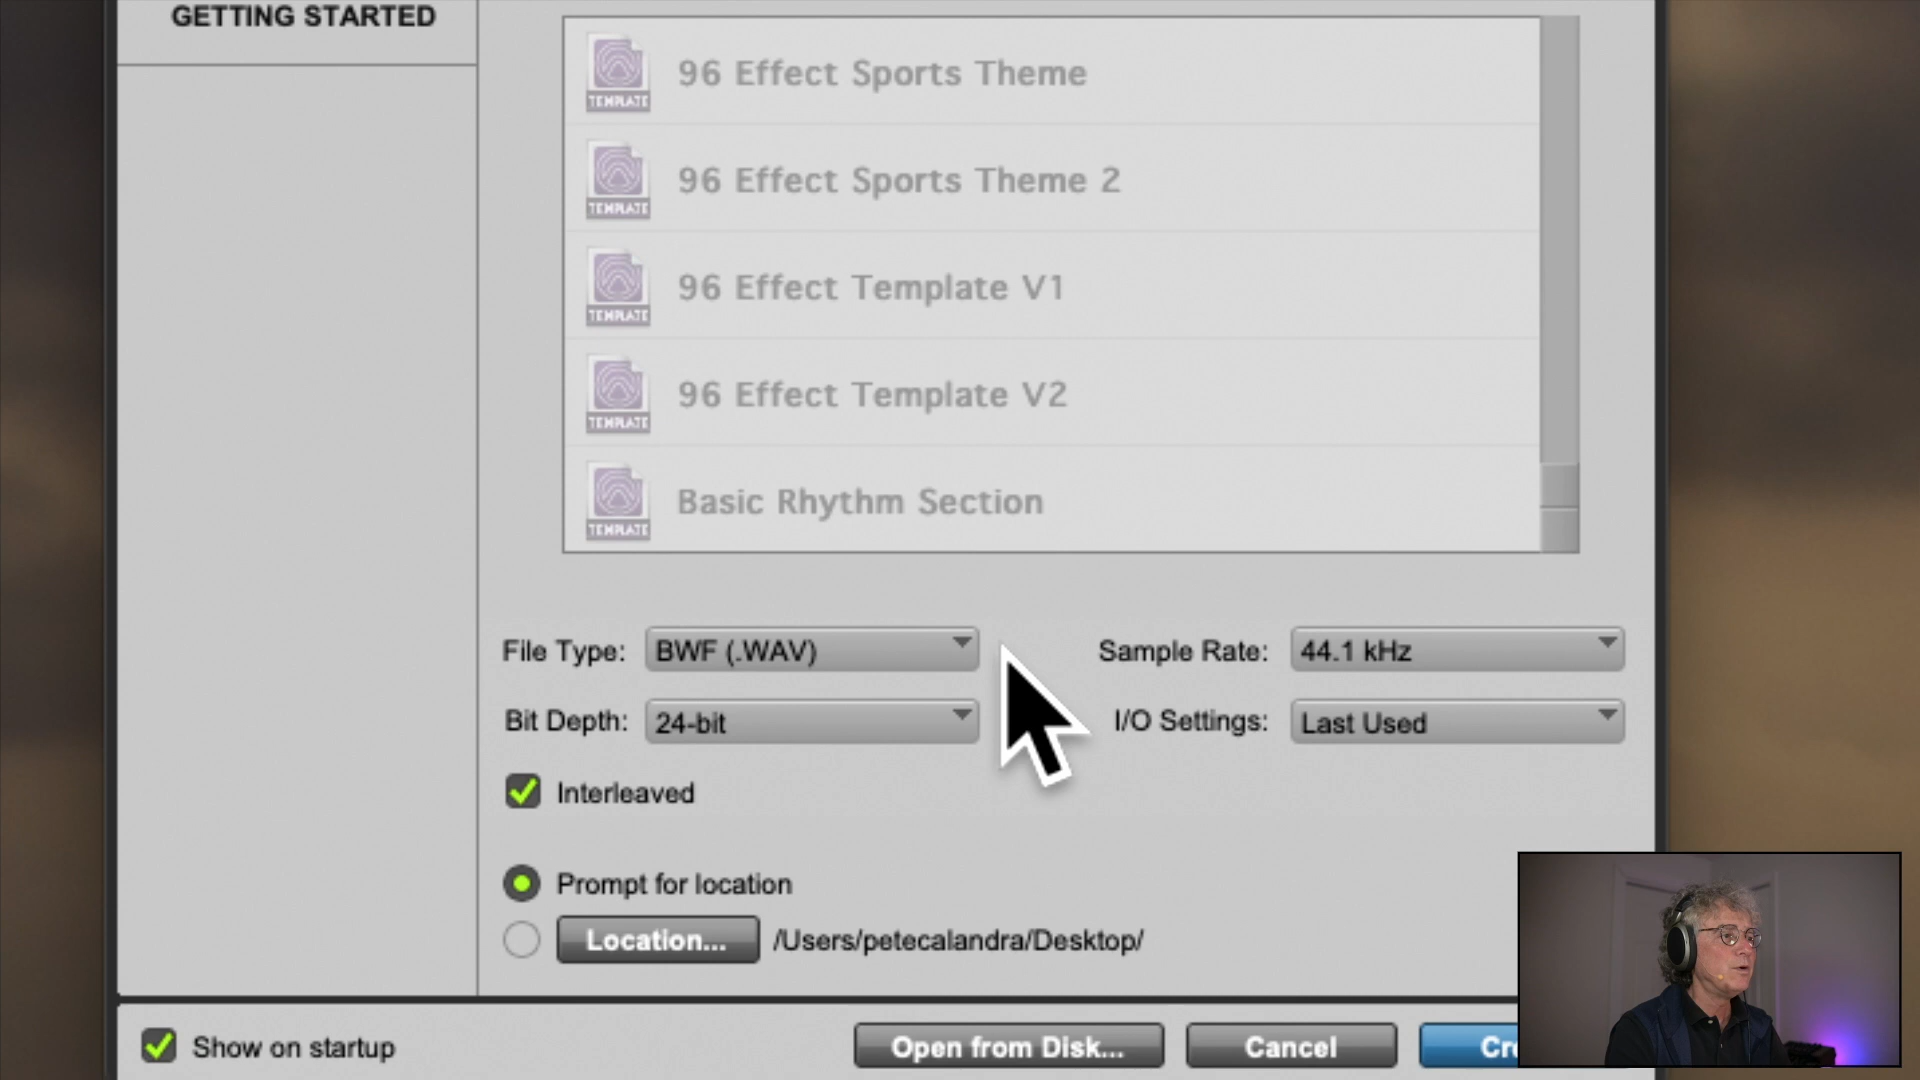 GETTING STARTED
TEMPLATE
96 Effect Sports Theme
TEMPLATE
96 Effect Sports Theme 2
TEMPLATE
96 Effect Template V1
TEMPLATE
96 Effect Template V2
TEMPLATE
Basic Rhythm Section
File Type: BWF (.WAV)
Sample Rate: 44.1 kHz
Bit Depth: 24-bit
I/O Settings: Last Used
Interleaved
Prompt for location
Location... /Users/petecalandra/Desktop/
Show on startup
Open from Disk...
Cancel